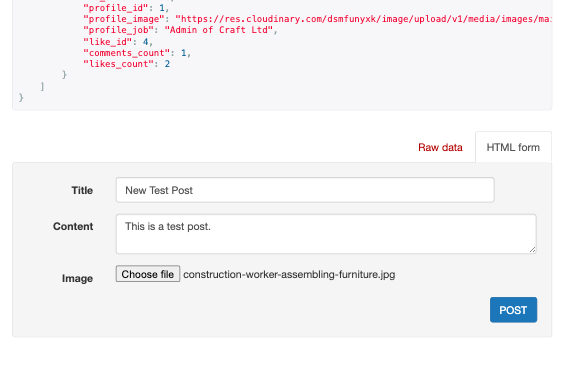 "profile_id": 1,
"profile_image": "https://res.cloudinary.com/dsmfunyxk/image/upload/v1/media/images/mai
"profile_job": "Admin of Craft Ltd",
"like_id": 4,
"comments_count": 1,
"likes_count": 2
}
]
}
Raw data HTML form
Title New Test Post
Content This is a test post.
Image Choose file construction-worker-assembling-furniture.jpg
POST